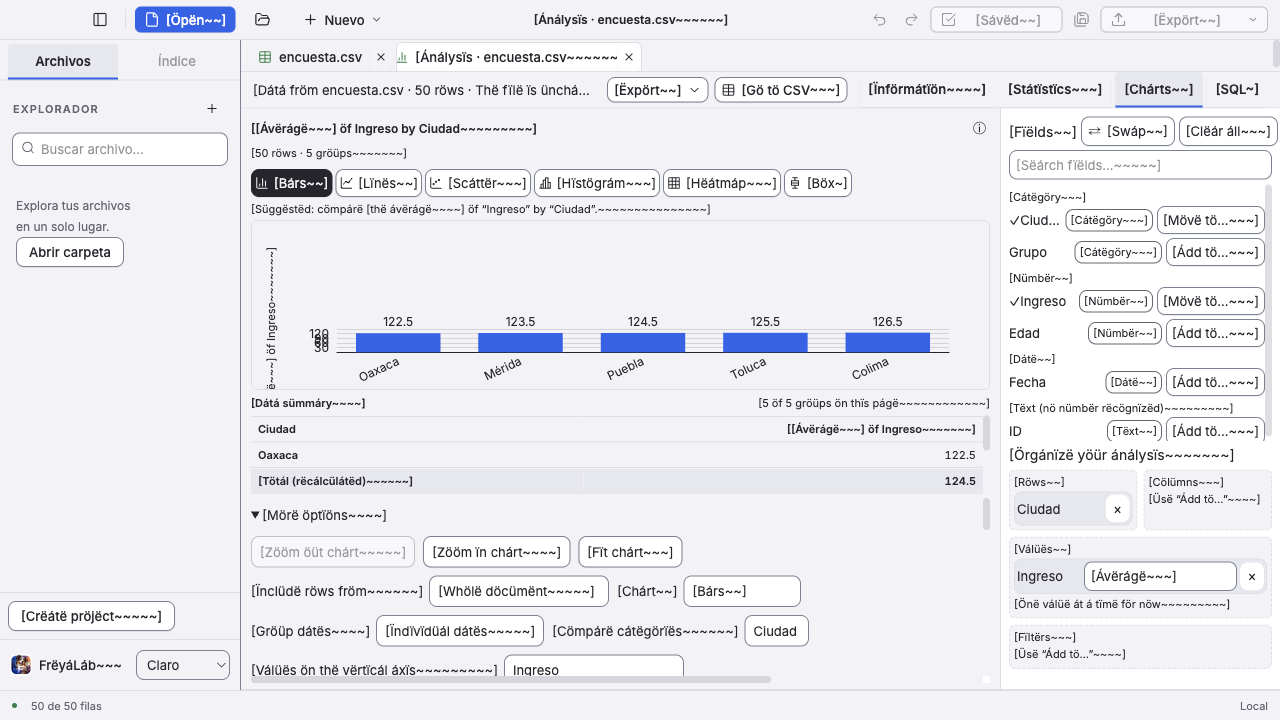 [Öpën~~]
Nuevo
[Ánálysïs · encuesta.csv~~~~~~]
[Sávëd~~]
[Ëxpört~~]
Archivos
Índice
encuesta.csv ×
[Ánálysïs · encuesta.csv~~~~~~ ×
EXPLORADOR +
Buscar archivo...
Explora tus archivos
en un solo lugar.
Abrir carpeta
[Crëátë pröjëct~~~~~]
FrëyáLáb~~~
Claro
[Dátá fröm encuesta.csv · 50 röws · Thë fïlë ïs ünchá...
[Ëxpört~~]
[Gö tö CSV~~~]
[Ïnförmátïön~~~~]
[Státïstïcs~~~]
[Chárts~~]
[SQL~]
[[Ávërágë~~~] öf Ingreso by Ciudad~~~~~~~~~]
[50 röws · 5 gröüps~~~~~~~]
[Bárs~~]
[Lïnës~~]
[Scáttër~~~]
[Hïstögrám~~~]
[Hëátmáp~~~]
[Böx~]
[Süggëstëd: cömpárë [thë ávërágë~~~~] öf “Ingreso” by “Ciudad”.~~~~~~~~~~~~~~~]
122.5 123.5 124.5 125.5 126.5
120
30
ë~~~] öf Ingreso~~~~~~~]
Oaxaca Mérida Puebla Toluca Colima
[Dátá sümmáry~~~~]
[5 öf 5 gröüps ön thïs págë~~~~~~~~~~~~]
Ciudad [[Ávërágë~~~] öf Ingreso~~~~~~~]
Oaxaca 122.5
[Tötál (rëcálcülátëd)~~~~~~] 124.5
▼ [Mörë öptïöns~~~~]
[Zööm öüt chárt~~~~~]
[Zööm ïn chárt~~~~]
[Fït chárt~~~]
[Ïnclüdë röws fröm~~~~~~] [Whölë döcümënt~~~~~] [Chárt~~] [Bárs~~]
[Gröüp dátës~~~~] [Ïndïvïdüál dátës~~~~~] [Cömpárë cátëgörïës~~~~~~] Ciudad
[Válüës ön thë vërtïcál áxïs~~~~~~~~~] Ingreso
[Fïëlds~~]
[Swáp~~]
[Clëár áll~~~]
[Sëárch fïëlds...~~~~~]
[Cátëgöry~~~]
✓Ciud... [Cátëgöry~~~] [Mövë tö...~~~]
Grupo [Cátëgöry~~~] [Ádd tö...~~~]
[Nümbër~~]
✓Ingreso [Nümbër~~] [Mövë tö...~~~]
Edad [Nümbër~~] [Ádd tö...~~~]
[Dátë~~]
Fecha [Dátë~~] [Ádd tö...~~~]
[Tëxt (nö nümbër rëcögnïzëd)~~~~~~~~~]
ID [Tëxt~~] [Ádd tö...~~~]
[Örgánïzë yöür ánálysïs~~~~~~~]
[Röws~~]
Ciudad ×
[Cölümns~~~]
[Üsë “Ádd tö...”~~~~]
[Válüës~~]
Ingreso [Ávërágë~~~] ×
[Önë válüë át á tïmë för nöw~~~~~~~~~]
[Fïltërs~~~]
[Üsë “Ádd tö...”~~~~]
50 de 50 filas
Local